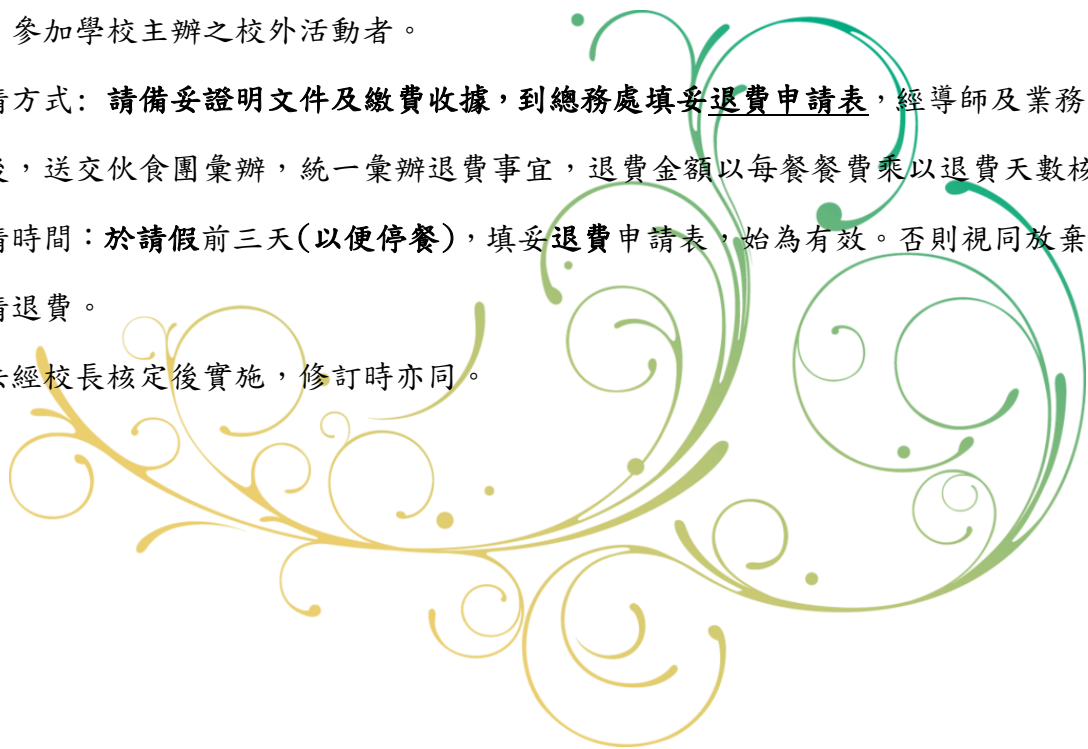 參加學校主辦之校外活動者。
請方式: 請備妥證明文件及繳費收據，到總務處填妥退費申請表，經導師及業務
後，送交伙食團彙辦，統一彙辦退費事宜，退費金額以每餐餐費乘以退費天數核
請時間：於請假前三天(以便停餐)，填妥退費申請表，始為有效。否則視同放棄
請退費。
法經校長核定後實施，修訂時亦同。